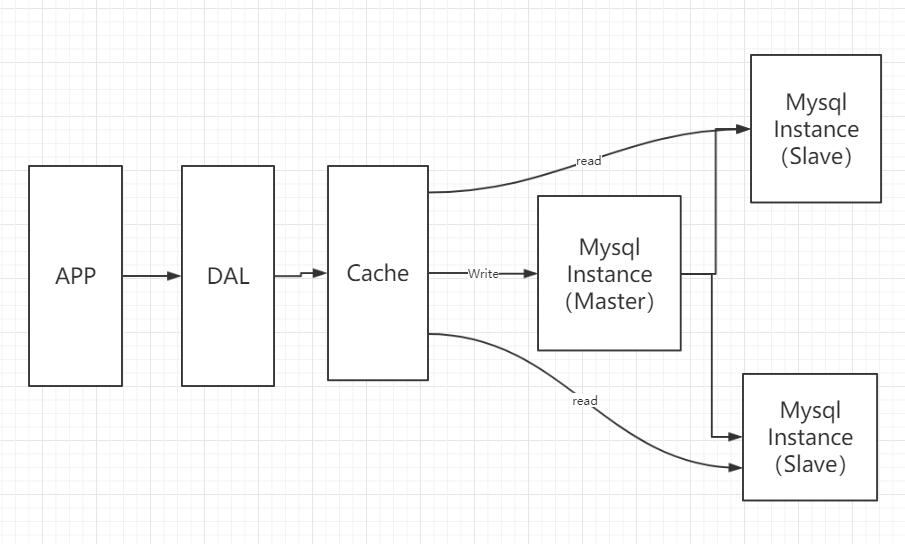 APP
DAL
Cache
read
Write
read
Mysql
Instance
(Master)
Mysql
Instance
(Slave)
Mysql
Instance
(Slave)